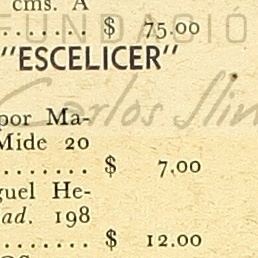 cms. A
........ $ 75.00
FUNDACIÓ
"ESCELICER"
Carlos Slim
por Ma-
Mide 20
........ $ 7.00
guel He-
ad. 198
........ $ 12.00